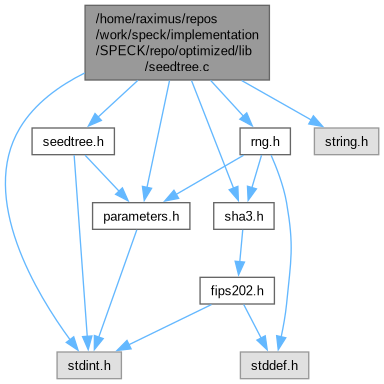 /home/raximus/repos
/work/speck/implementation
/SPECK/repo/optimized/lib
/seedtree.c
seedtree.h
rng.h
string.h
parameters.h
sha3.h
fips202.h
stdint.h
stddef.h